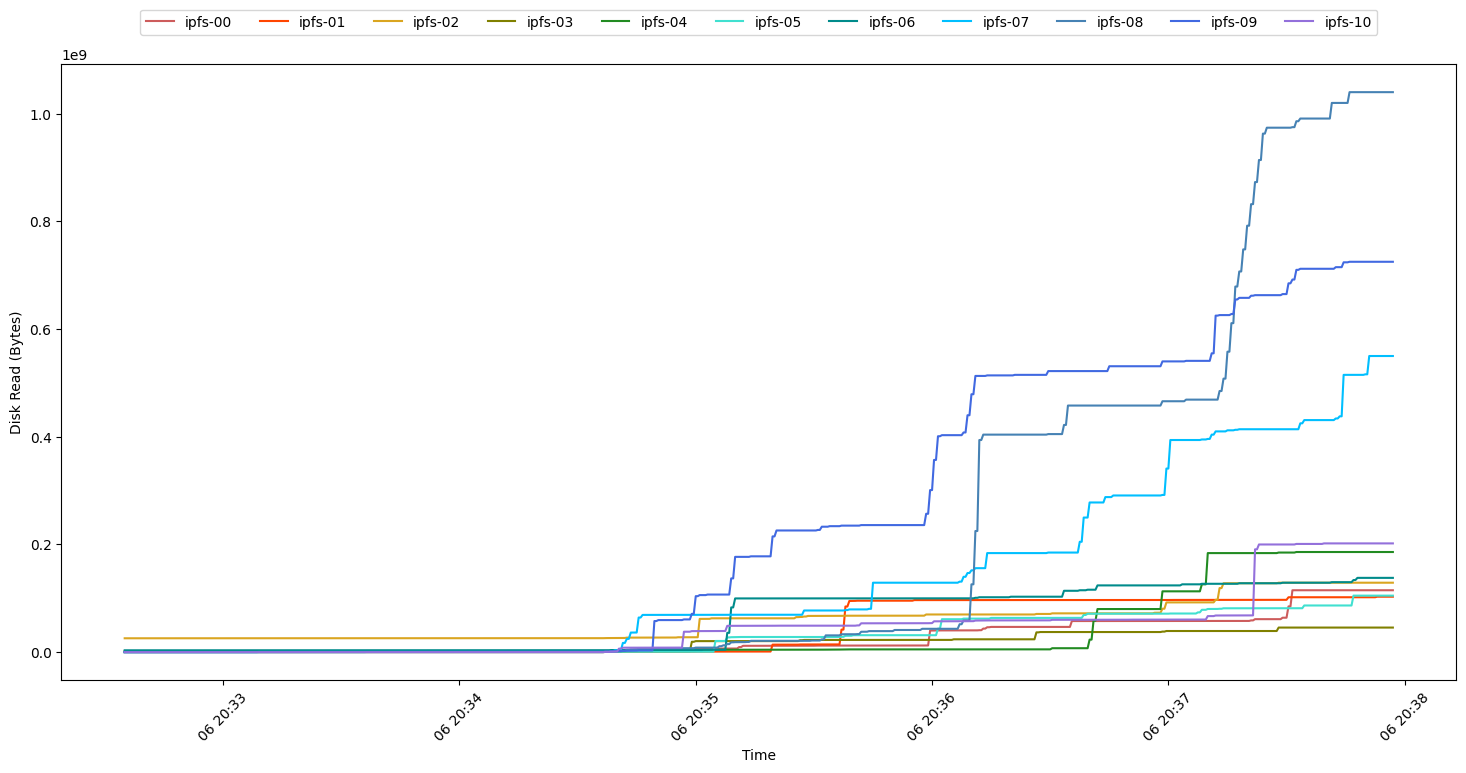 ipfs-00 ipfs-01 ipfs-02 ipfs-03 ipfs-04 ipfs-05 ipfs-06 ipfs-07 ipfs-08 ipfs-09 ipfs-10
1e9
1.0
0.8
0.6
0.4
0.2
0.0
Disk Read (Bytes)
06 20:33 06 20:34 06 20:35 06 20:36 06 20:37 06 20:38
Time